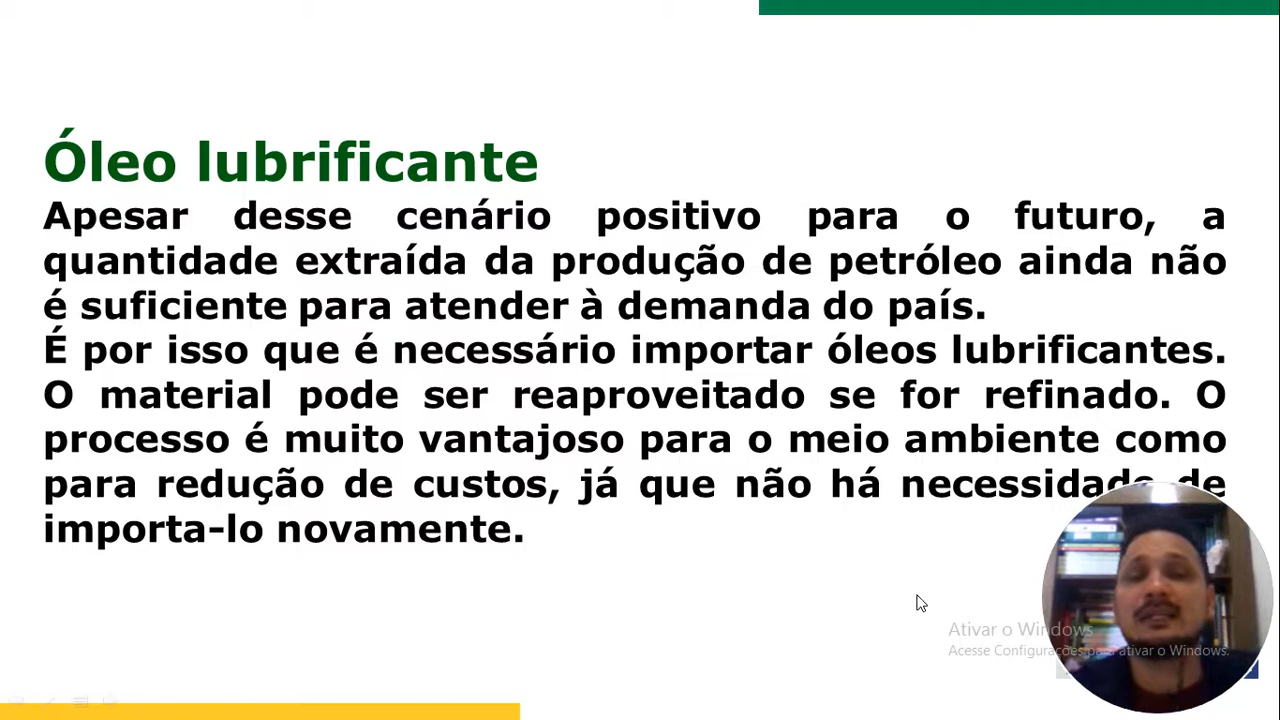 Óleo lubrificante
Apesar desse cenário positivo para o futuro, a
quantidade extraída da produção de petróleo ainda não
é suficiente para atender à demanda do país.
É por isso que é necessário importar óleos lubrificantes.
O material pode ser reaproveitado se for refinado. O
processo é muito vantajoso para o meio ambiente como
para redução de custos, já que não há necessidade de
importa-lo novamente.
Ativar o Windows
Acesse Configurações para ativar o Windows.